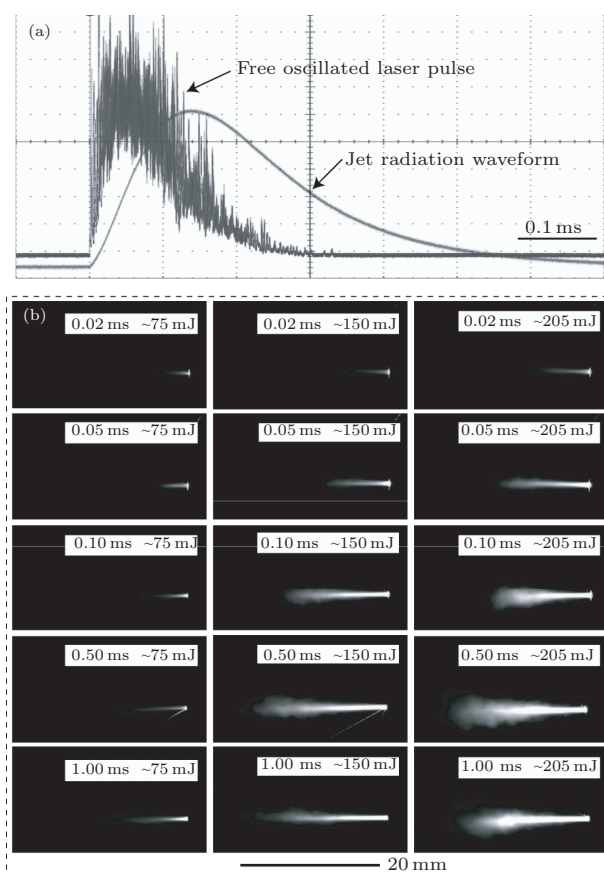 (a)
Free oscillated laser pulse
Jet radiation waveform
0.1 ms
(b)
0.02 ms ~75 mJ
0.02 ms ~150 mJ
0.02 ms ~205 mJ
0.05 ms ~75 mJ
0.05 ms ~150 mJ
0.05 ms ~205 mJ
0.10 ms ~75 mJ
0.10 ms ~150 mJ
0.10 ms ~205 mJ
0.50 ms ~75 mJ
0.50 ms ~150 mJ
0.50 ms ~205 mJ
1.00 ms ~75 mJ
1.00 ms ~150 mJ
1.00 ms ~205 mJ
20 mm